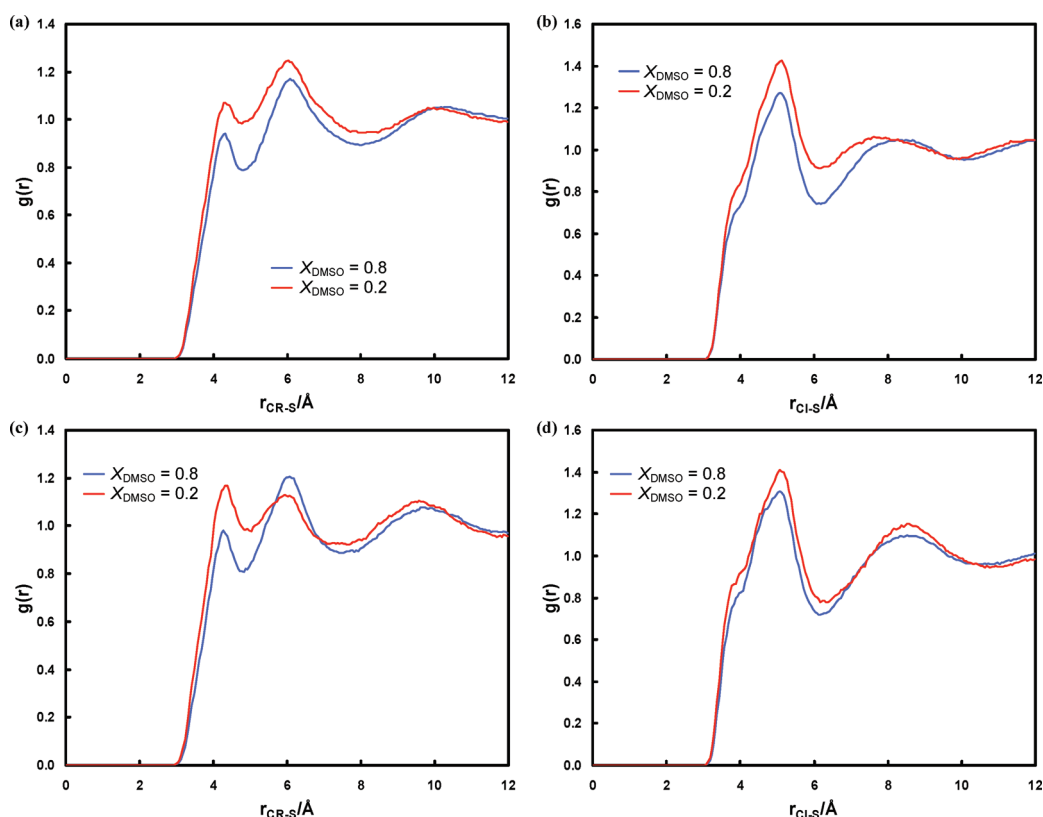 (a)
1.4
1.2
1.0
0.8
0.6
0.4
0.2
0.0
g(r)
XDMSO = 0.8
XDMSO = 0.2
0 2 4 6 8 10 12
rCR-S/Å
(b)
1.6
1.4
1.2
1.0
0.8
0.6
0.4
0.2
0.0
g(r)
XDMSO = 0.8
XDMSO = 0.2
0 2 4 6 8 10 12
rCI-S/Å
(c)
1.4
1.2
1.0
0.8
0.6
0.4
0.2
0.0
g(r)
XDMSO = 0.8
XDMSO = 0.2
0 2 4 6 8 10 12
rCR-S/Å
(d)
1.6
1.4
1.2
1.0
0.8
0.6
0.4
0.2
0.0
g(r)
XDMSO = 0.8
XDMSO = 0.2
0 2 4 6 8 10 12
rCI-S/Å